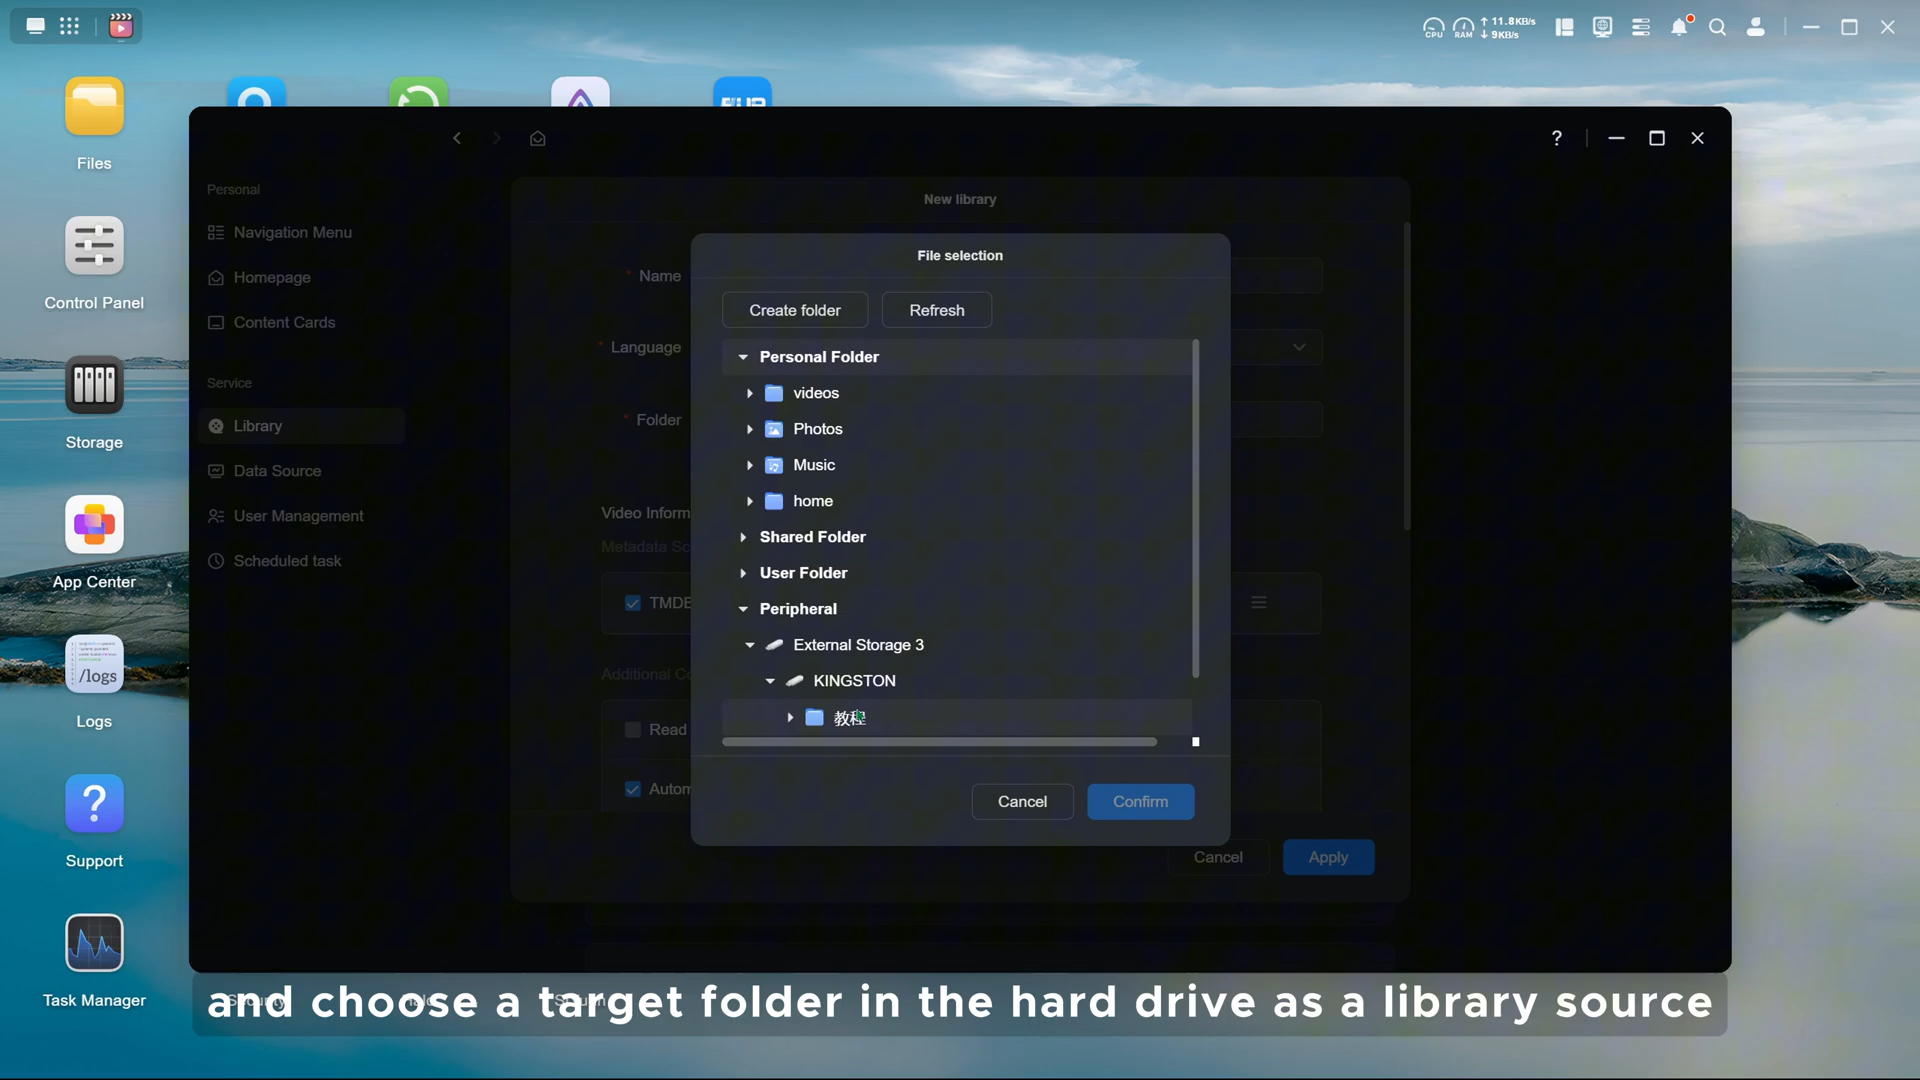 CPU
RAM
↑ 11.8KB/s
↓ 9KB/s
Files
Control Panel
Storage
App Center
/logs
Logs
Support
Task Manager
Personal
Navigation Menu
Homepage
Content Cards
Service
Library
Data Source
User Management
Scheduled task
New library
* Name
* Language
* Folder
Video Inform
Metadata Sc
TMDB
Additional Co
Read
Autom
Cancel
Apply
File selection
Create folder
Refresh
Personal Folder
videos
Photos
Music
home
Shared Folder
User Folder
Peripheral
External Storage 3
KINGSTON
教程
Cancel
Confirm
Security
and choose a target folder in the hard drive as a library source